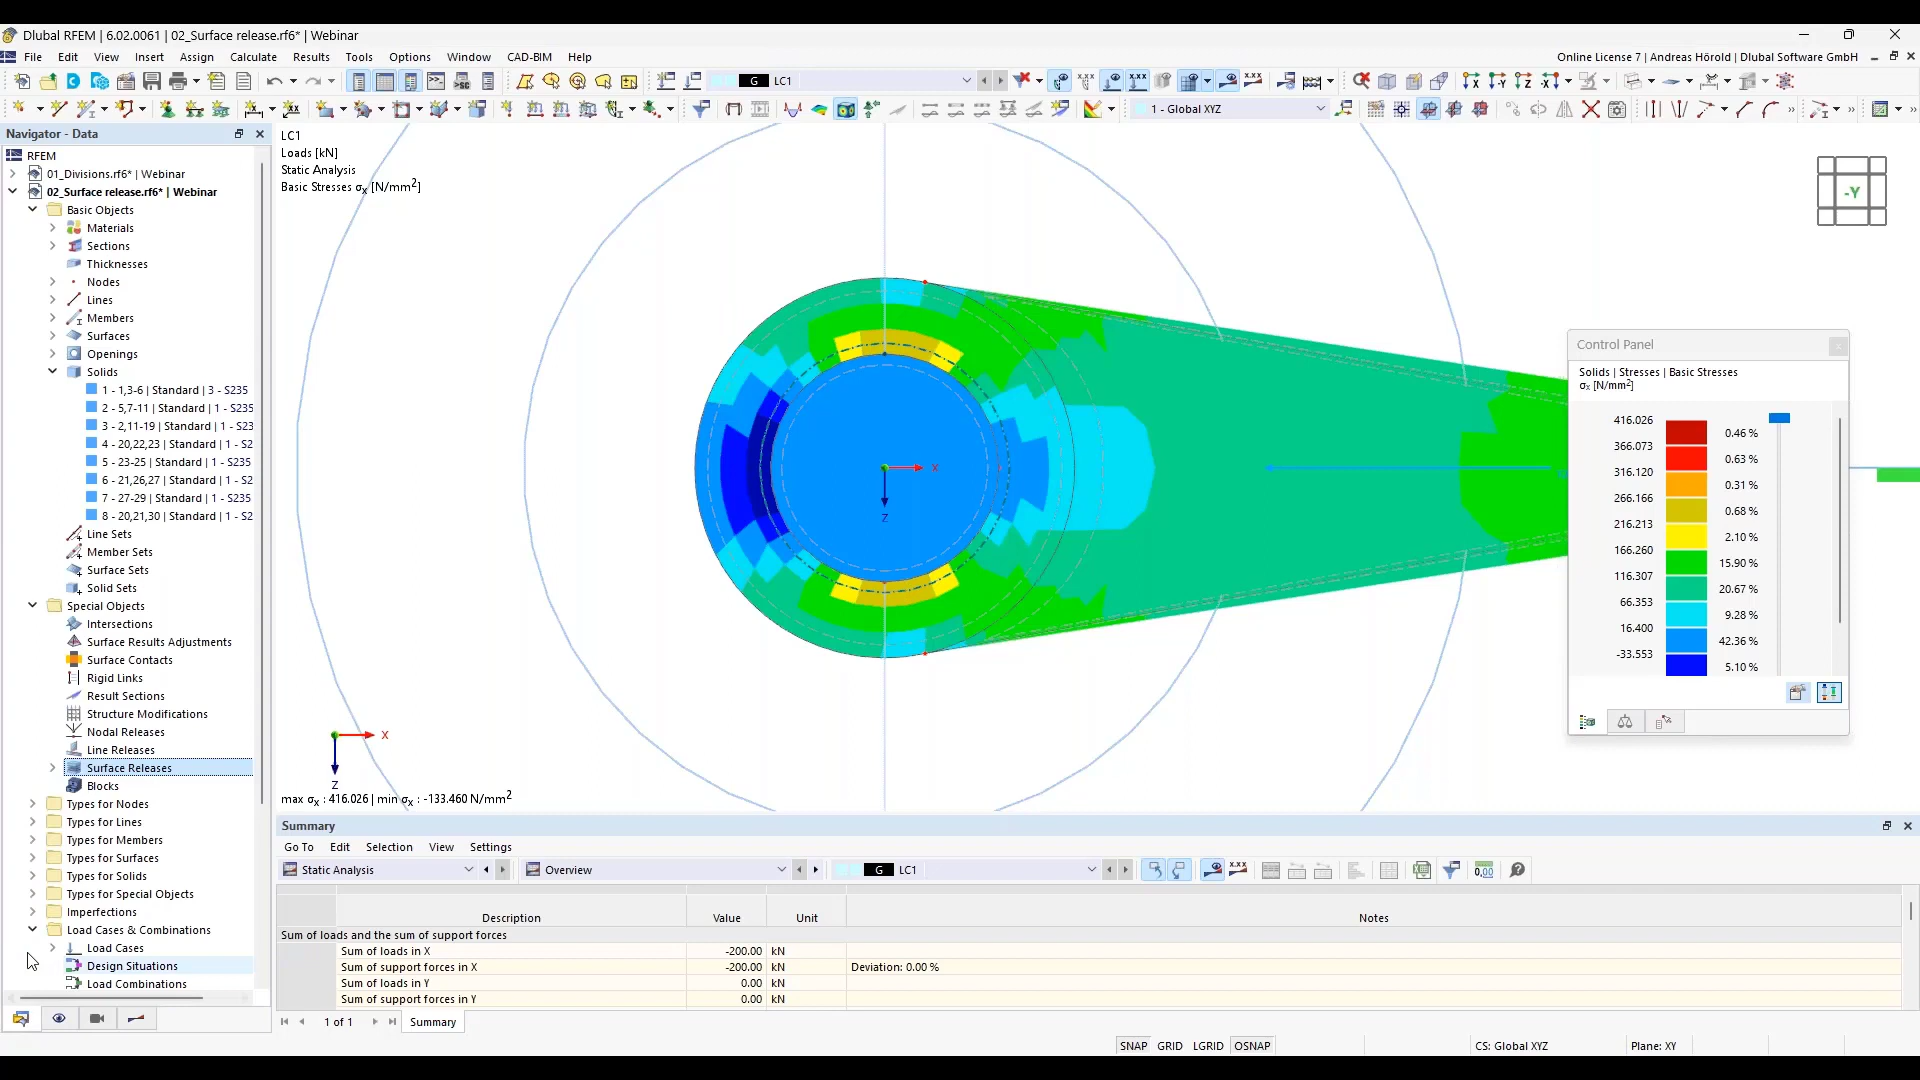 Dlubal RFEM | 6.02.0061 | 02_Surface release.rf6* | Webinar
File Edit View Insert Assign Calculate Results Tools Options Window CAD-BIM Help
Online License 7 | Andreas Hörold | Dlubal Software GmbH
G LC1
1 - Global XYZ
Navigator - Data
RFEM
01_Divisions.rf6* | Webinar
02_Surface release.rf6* | Webinar
Basic Objects
Materials
Sections
Thicknesses
Nodes
Lines
Members
Surfaces
Openings
Solids
1 - 1,3-6 | Standard | 3 - S235
2 - 5,7-11 | Standard | 1 - S235
3 - 2,11-19 | Standard | 1 - S23
4 - 20,22,23 | Standard | 1 - S2
5 - 23-25 | Standard | 1 - S235
6 - 21,26,27 | Standard | 1 - S2
7 - 27-29 | Standard | 1 - S235
8 - 20,21,30 | Standard | 1 - S2
Line Sets
Member Sets
Surface Sets
Solid Sets
Special Objects
Intersections
Surface Results Adjustments
Surface Contacts
Rigid Links
Result Sections
Structure Modifications
Nodal Releases
Line Releases
Surface Releases
Blocks
Types for Nodes
Types for Lines
Types for Members
Types for Surfaces
Types for Solids
Types for Special Objects
Imperfections
Load Cases & Combinations
Load Cases
Design Situations
Load Combinations
LC1
Loads [kN]
Static Analysis
Basic Stresses σx [N/mm2]
-Y
X
Z
X
Z
max σx : 416.026 | min σx : -133.460 N/mm2
Control Panel
Solids | Stresses | Basic Stresses
σx [N/mm2]
416.026
0.46 %
366.073
0.63 %
316.120
0.31 %
266.166
0.68 %
216.213
2.10 %
166.260
15.90 %
116.307
20.67 %
66.353
9.28 %
16.400
42.36 %
-33.553
5.10 %
Summary
Go To Edit Selection View Settings
Static Analysis Overview G LC1
Description Value Unit Notes
Sum of loads and the sum of support forces
Sum of loads in X -200.00 kN
Sum of support forces in X -200.00 kN Deviation: 0.00 %
Sum of loads in Y 0.00 kN
Sum of support forces in Y 0.00 kN
1 of 1 Summary
SNAP GRID LGRID OSNAP CS: Global XYZ Plane: XY